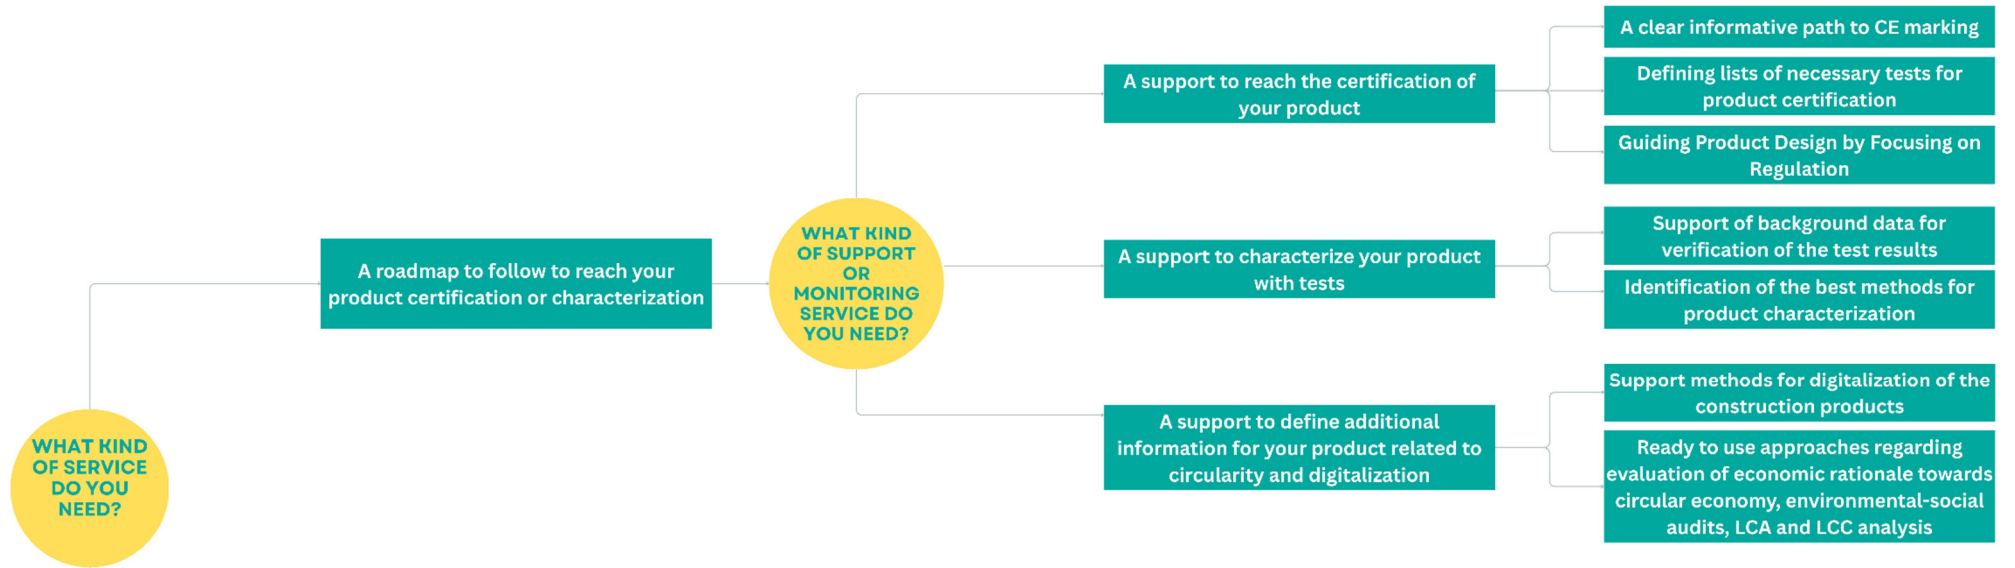 WHAT KIND
OF SERVICE
DO YOU
NEED?
A roadmap to follow to reach your
product certification or characterization
WHAT KIND
OF SUPPORT
OR
MONITORING
SERVICE DO
YOU NEED?
A support to reach the certification of
your product
A clear informative path to CE marking
Defining lists of necessary tests for
product certification
Guiding Product Design by Focusing on
Regulation
A support to characterize your product
with tests
Support of background data for
verification of the test results
Identification of the best methods for
product characterization
A support to define additional
information for your product related to
circularity and digitalization
Support methods for digitalization of the
construction products
Ready to use approaches regarding
evaluation of economic rationale towards
circular economy, environmental-social
audits, LCA and LCC analysis